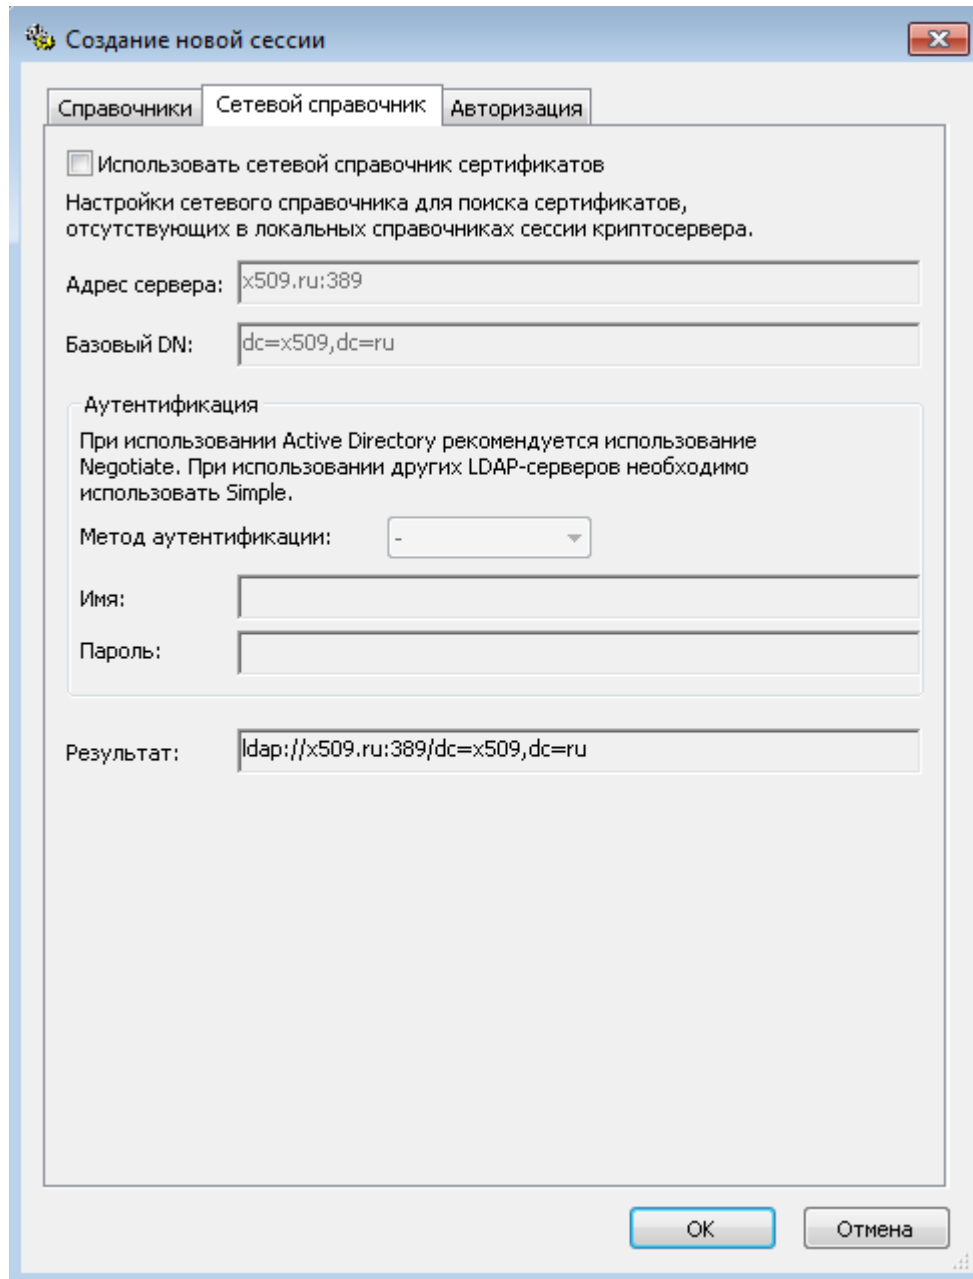 Создание новой сессии
Справочники
Сетевой справочник
Авторизация
Использовать сетевой справочник сертификатов
Настройки сетевого справочника для поиска сертификатов,
отсутствующих в локальных справочниках сессии криптосервера.
Адрес сервера: x509.ru:389
Базовый DN: dc=x509,dc=ru
Аутентификация
При использовании Active Directory рекомендуется использование
Negotiate. При использовании других LDAP-серверов необходимо
использовать Simple.
Метод аутентификации: -
Имя:
Пароль:
Результат: ldap://x509.ru:389/dc=x509,dc=ru
OK
Отмена